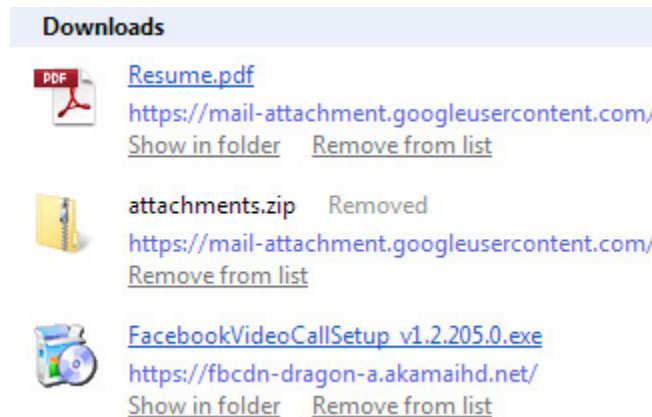 Downloads
PDF
Resume.pdf
https://mail-attachment.googleusercontent.com/
Show in folder Remove from list
attachments.zip Removed
https://mail-attachment.googleusercontent.com/
Remove from list
FacebookVideoCallSetup_v1.2.205.0.exe
https://fbcdn-dragon-a.akamaihd.net/
Show in folder Remove from list